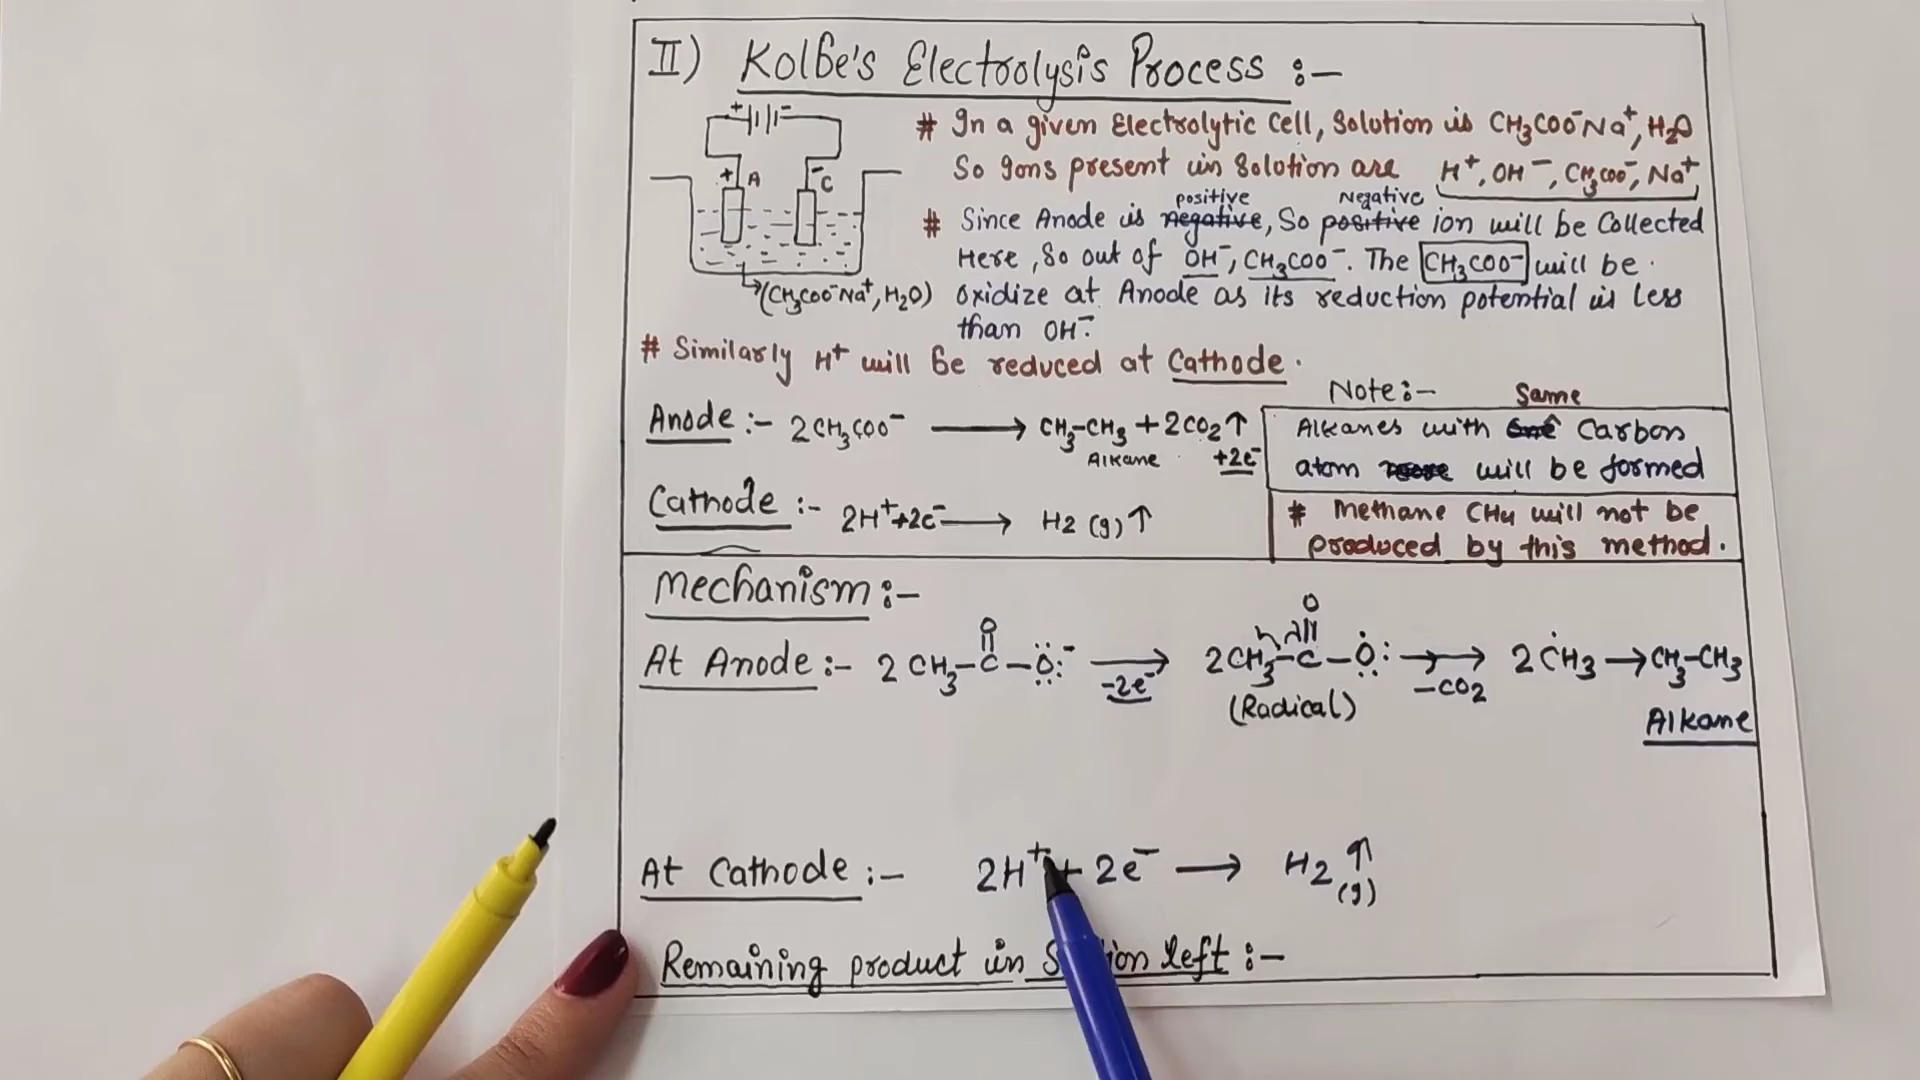 II) Kolbe's Electrolysis Process :-
+ -
+ A - C
# In a given Electrolytic Cell, Solution is CH3COO-Na+, H2O
So Ions present in Solution are H+, OH-, CH3COO-, Na+
positive Negative
# Since Anode is negative, So positive ion will be Collected
Here, So out of OH-, CH3COO-. The CH3COO- will be
(CH3COO-Na+, H2O) oxidize at Anode as its reduction potential is less
than OH-.
# Similarly H+ will be reduced at Cathode.
Note:- Same
Anode :- 2CH3COO- ⟶ CH3-CH3 + 2CO2↑
Alkane +2e-
Alkanes with Carbon
atom will be formed
Cathode :- 2H++2e- ⟶ H2 (g)↑
# Methane CH4 will not be
produced by this method.
Mechanism:-
O O
At Anode:- 2 CH3-C-O:- ⟶ 2CH3-C-O: ⟶ 2ĊH3 ⟶ CH3-CH3
-2e- (Radical) -CO2 Alkane
At Cathode :- 2H+ + 2e- ⟶ H2↑
(g)
Remaining product in left :-